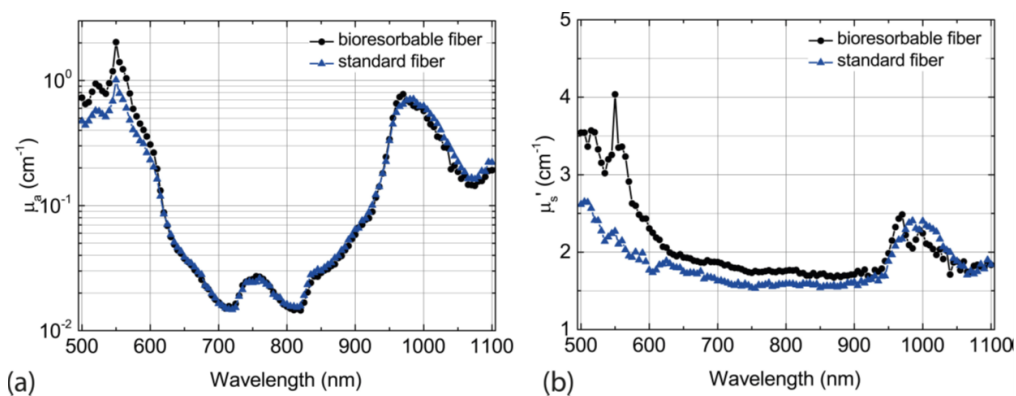 bioresorbable fiber
standard fiber
10^0
10^-1
10^-2
μa (cm^-1)
500 600 700 800 900 1000 1100
Wavelength (nm)
(a)
bioresorbable fiber
standard fiber
5
4
3
2
1
μs' (cm^-1)
500 600 700 800 900 1000 1100
Wavelength (nm)
(b)